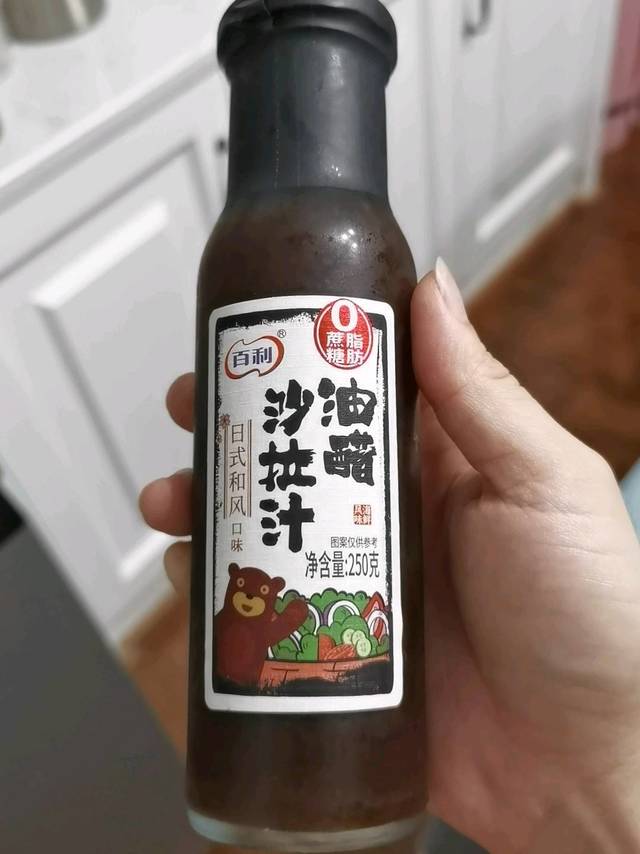 百利®
0
蔗糖
脂肪
油醋
沙拉汁
日式和风口味
图案仅供参考
净含量:250克